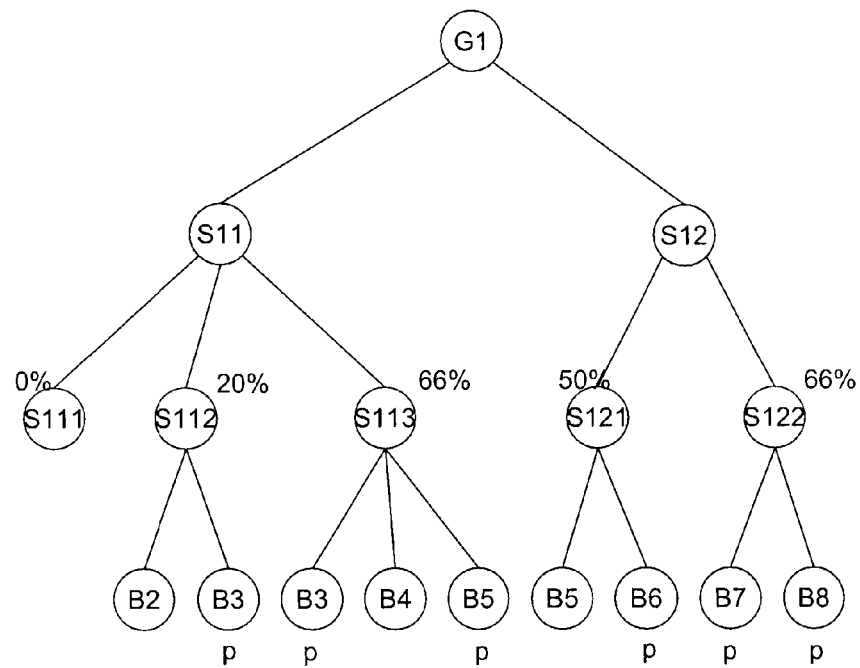 G1
S11 S12
0% 20% 66% 50% 66%
S111 S112 S113 S121 S122
B2 B3 B3 B4 B5 B5 B6 B7 B8
p p p p p p